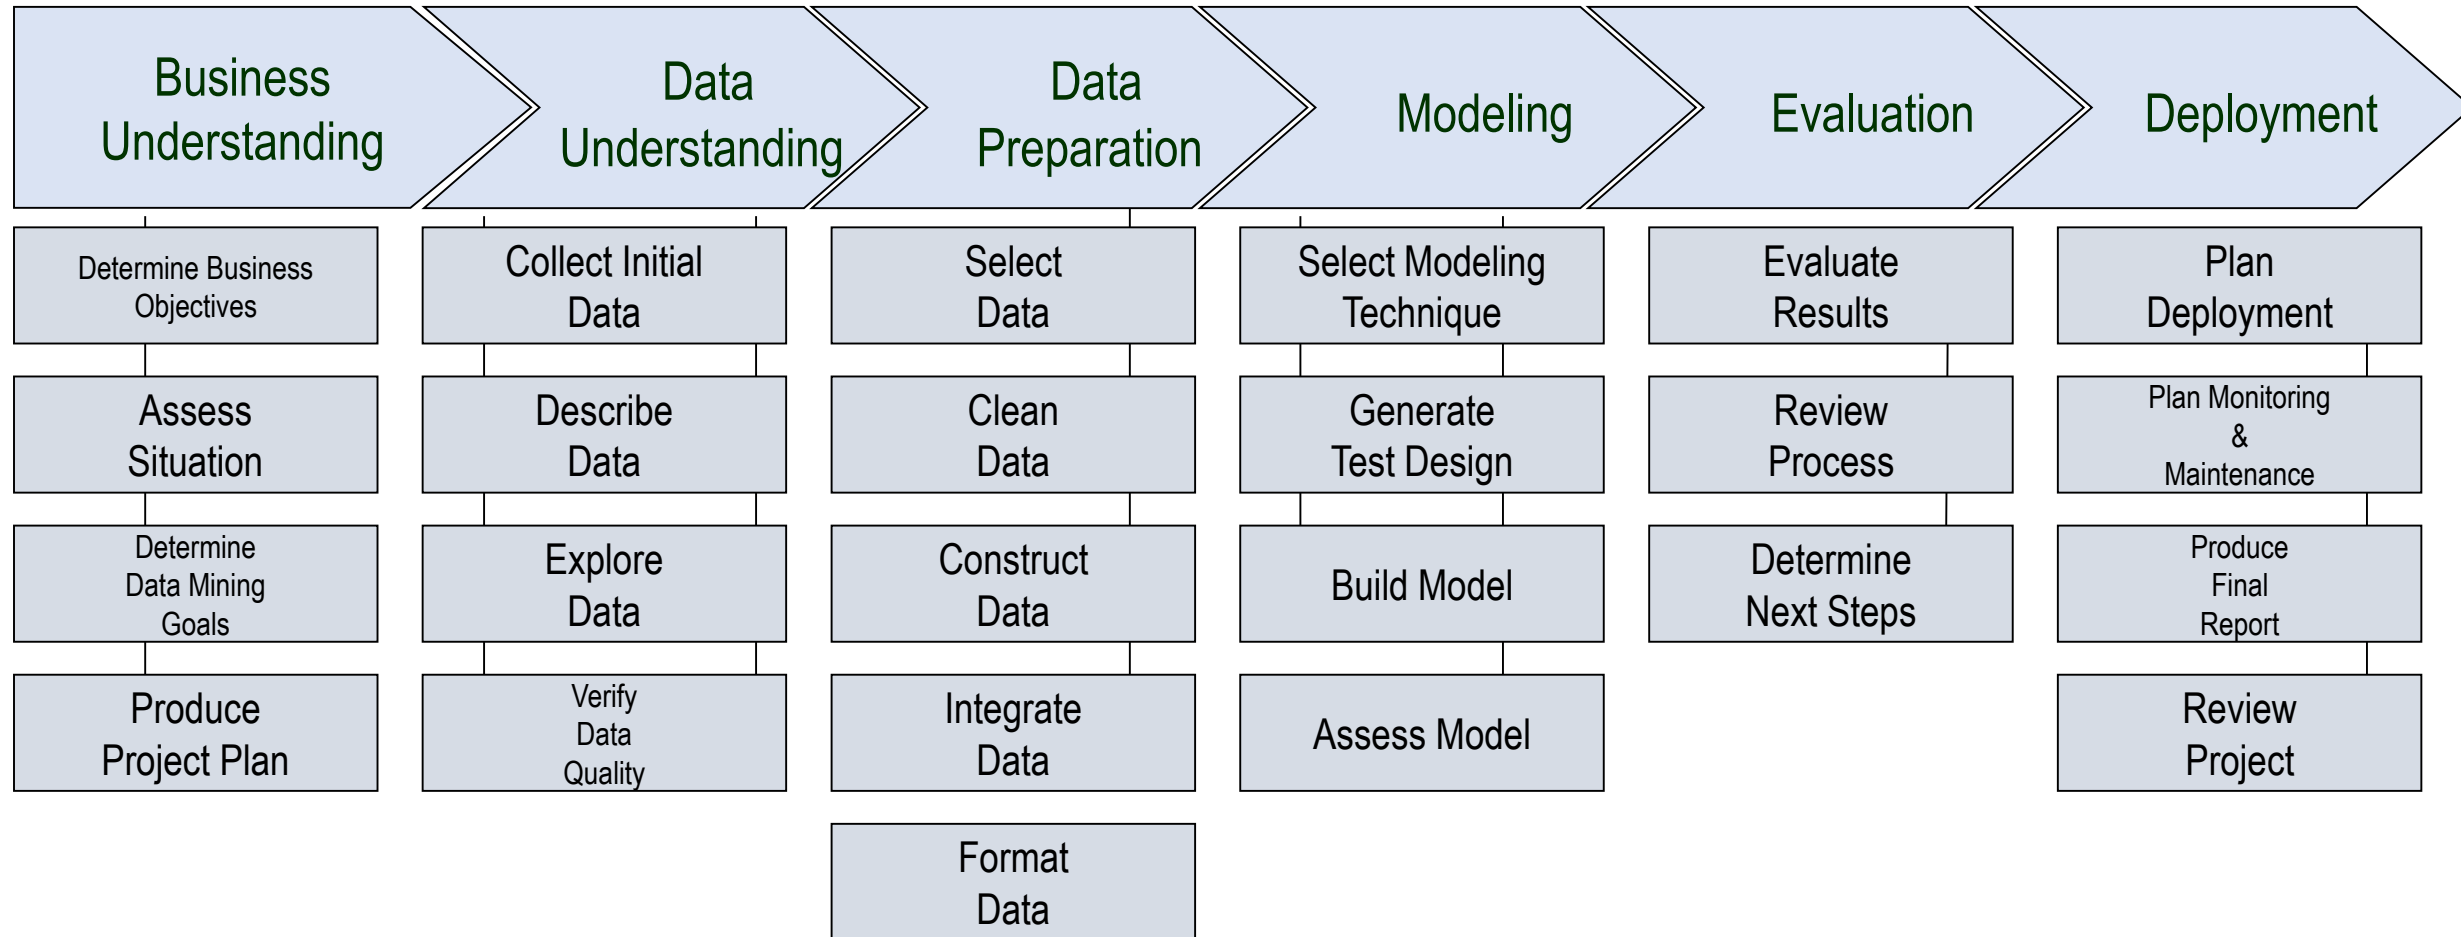 Business
Understanding
Data
Understanding
Data
Preparation
Modeling
Evaluation
Deployment
Determine Business
Objectives
Assess
Situation
Determine
Data Mining
Goals
Produce
Project Plan
Collect Initial
Data
Describe
Data
Explore
Data
Verify
Data
Quality
Select
Data
Clean
Data
Construct
Data
Integrate
Data
Format
Data
Select Modeling
Technique
Generate
Test Design
Build Model
Assess Model
Evaluate
Results
Review
Process
Determine
Next Steps
Plan
Deployment
Plan Monitoring
&
Maintenance
Produce
Final
Report
Review
Project